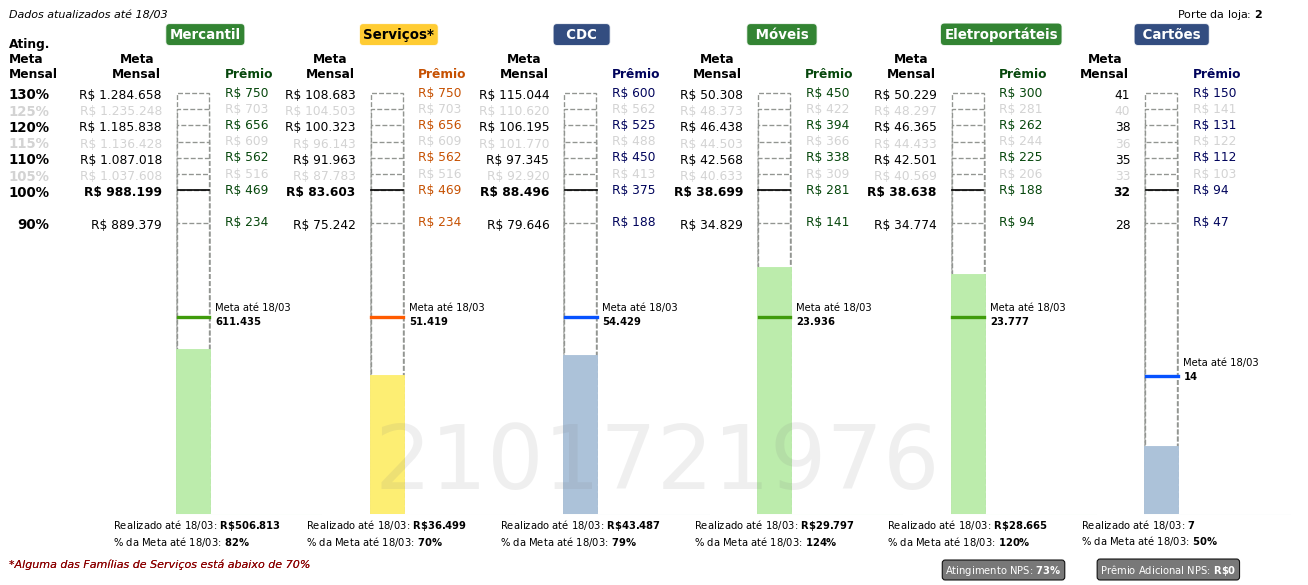 Dados atualizados até 18/03
Porte da loja: 2
Mercantil Serviços* CDC Móveis Eletroportáteis Cartões
Ating.
Meta Meta Meta Meta Meta Meta Meta
Mensal Mensal Prêmio Mensal Prêmio Mensal Prêmio Mensal Prêmio Mensal Prêmio Mensal Prêmio
130% R$ 1.284.658 R$ 750 R$ 108.683 R$ 750 R$ 115.044 R$ 600 R$ 50.308 R$ 450 R$ 50.229 R$ 300 41 R$ 150
125% R$ 1.235.248 R$ 703 R$ 104.503 R$ 703 R$ 110.620 R$ 562 R$ 48.373 R$ 422 R$ 48.297 R$ 281 40 R$ 141
120% R$ 1.185.838 R$ 656 R$ 100.323 R$ 656 R$ 106.195 R$ 525 R$ 46.438 R$ 394 R$ 46.365 R$ 262 38 R$ 131
115% R$ 1.136.428 R$ 609 R$ 96.143 R$ 609 R$ 101.770 R$ 488 R$ 44.503 R$ 366 R$ 44.433 R$ 244 36 R$ 122
110% R$ 1.087.018 R$ 562 R$ 91.963 R$ 562 R$ 97.345 R$ 450 R$ 42.568 R$ 338 R$ 42.501 R$ 225 35 R$ 112
105% R$ 1.037.608 R$ 516 R$ 87.783 R$ 516 R$ 92.920 R$ 413 R$ 40.633 R$ 309 R$ 40.569 R$ 206 33 R$ 103
100% R$ 988.199 R$ 469 R$ 83.603 R$ 469 R$ 88.496 R$ 375 R$ 38.699 R$ 281 R$ 38.638 R$ 188 32 R$ 94
90% R$ 889.379 R$ 234 R$ 75.242 R$ 234 R$ 79.646 R$ 188 R$ 34.829 R$ 141 R$ 34.774 R$ 94 28 R$ 47
Meta até 18/03 Meta até 18/03 Meta até 18/03 Meta até 18/03 Meta até 18/03
611.435 51.419 54.429 23.936 23.777
Meta até 18/03
14
2101721976
Realizado até 18/03: R$506.813 Realizado até 18/03: R$36.499 Realizado até 18/03: R$43.487 Realizado até 18/03: R$29.797 Realizado até 18/03: R$28.665 Realizado até 18/03: 7
% da Meta até 18/03: 82% % da Meta até 18/03: 70% % da Meta até 18/03: 79% % da Meta até 18/03: 124% % da Meta até 18/03: 120% % da Meta até 18/03: 50%
*Alguma das Famílias de Serviços está abaixo de 70%
Atingimento NPS: 73% Prêmio Adicional NPS: R$0